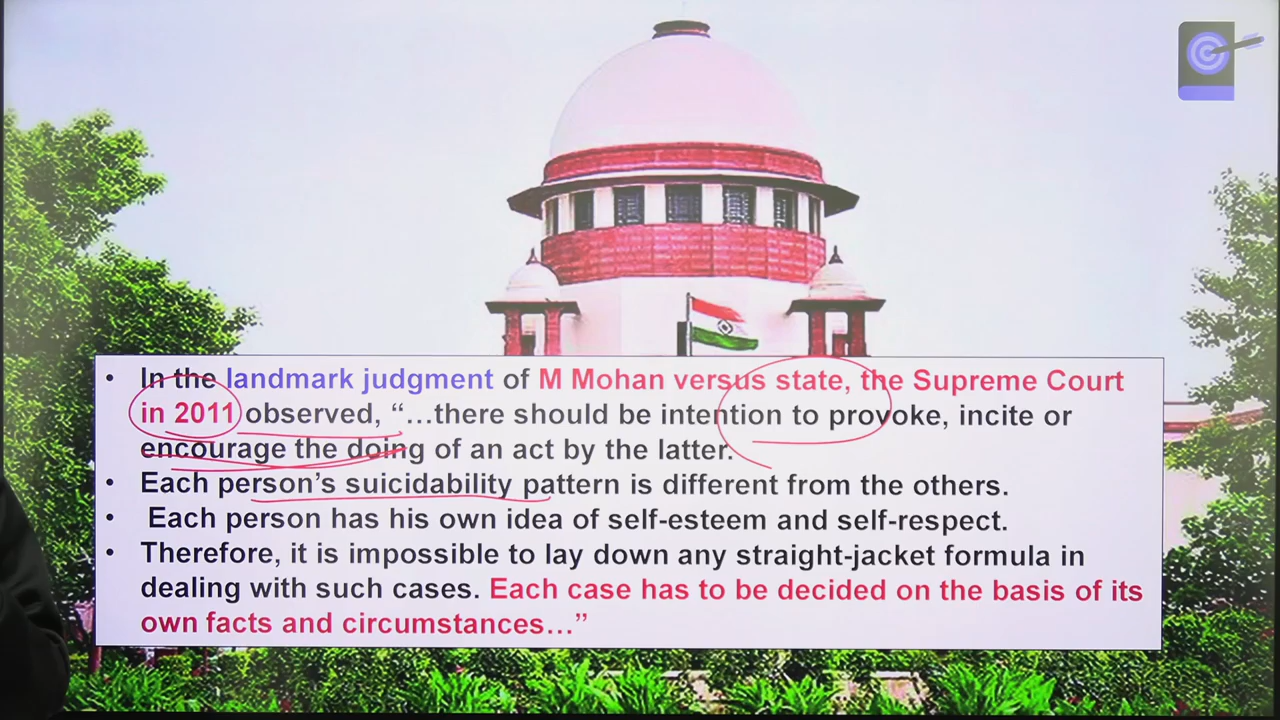 • In the landmark judgment of M Mohan versus state, the Supreme Court
in 2011 observed, “…there should be intention to provoke, incite or
encourage the doing of an act by the latter.
• Each person’s suicidability pattern is different from the others.
• Each person has his own idea of self-esteem and self-respect.
• Therefore, it is impossible to lay down any straight-jacket formula in
dealing with such cases. Each case has to be decided on the basis of its
own facts and circumstances…”